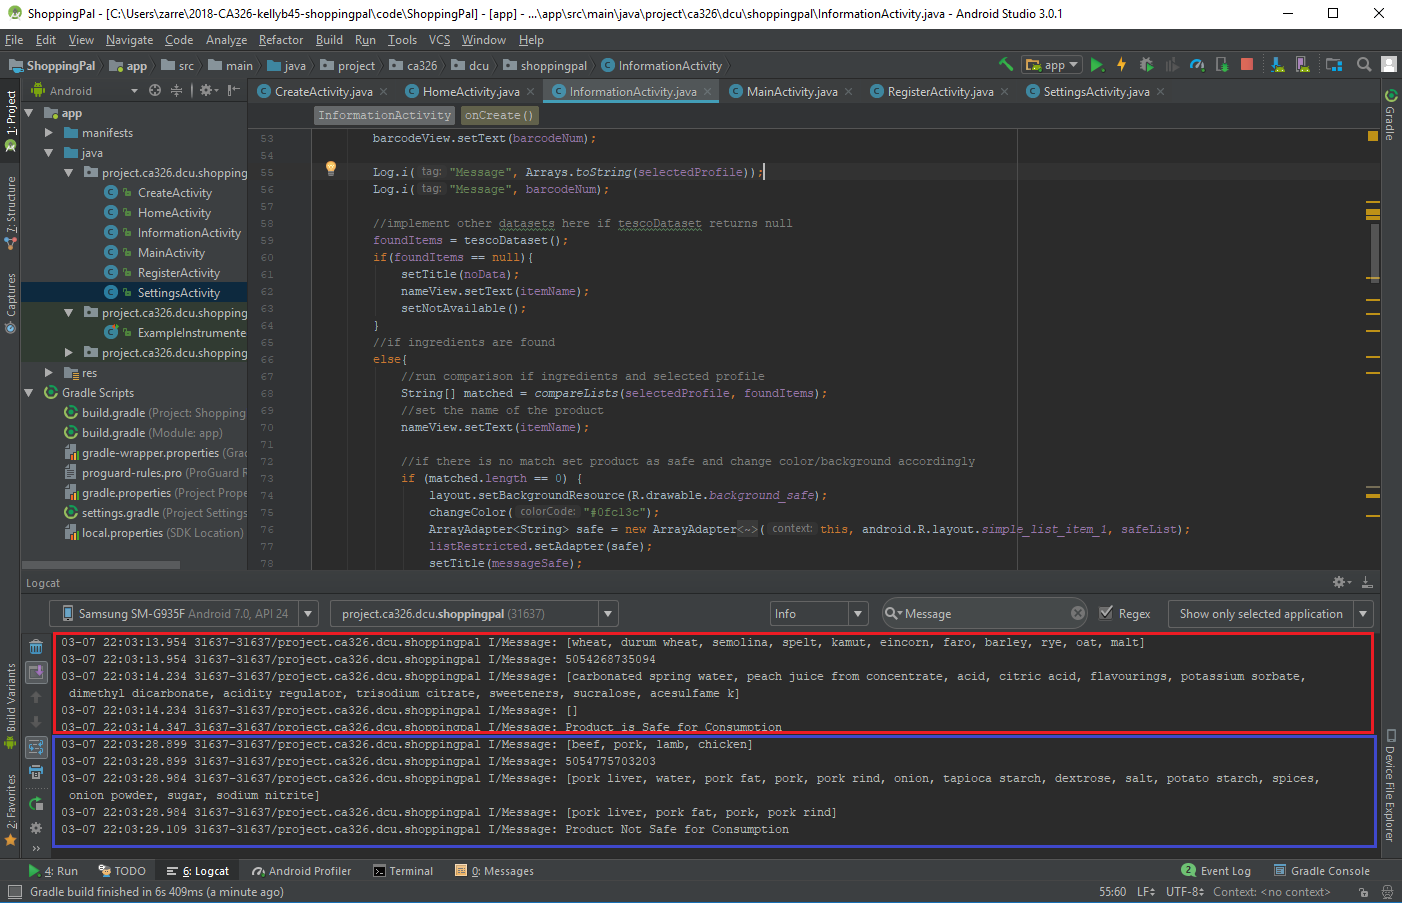 ShoppingPal - [C:\Users\zarre\2018-CA326-kellyb45-shoppingpal\code\ShoppingPal] - [app] - ...\app\src\main\java\project\ca326\dcu\shoppingpal\InformationActivity.java - Android Studio 3.0.1
File Edit View Navigate Code Analyze Refactor Build Run Tools VCS Window Help
ShoppingPal app src main java project ca326 dcu shoppingpal InformationActivity app
Android CreateActivity.java HomeActivity.java InformationActivity.java MainActivity.java RegisterActivity.java SettingsActivity.java
1: Project
Z: Structure
Captures
Build Variants
2: Favorites
app
manifests
java
project.ca326.dcu.shopping
CreateActivity
HomeActivity
InformationActivity
MainActivity
RegisterActivity
SettingsActivity
project.ca326.dcu.shopping
ExampleInstrumente
project.ca326.dcu.shopping
res
Gradle Scripts
build.gradle (Project: Shopping
build.gradle (Module: app)
gradle-wrapper.properties (Grad
proguard-rules.pro (ProGuard R
gradle.properties (Project Prope
settings.gradle (Project Settings
local.properties (SDK Location)
InformationActivity onCreate()
53 barcodeView.setText(barcodeNum);
54
55 Log.i( tag: "Message", Arrays.toString(selectedProfile));
56 Log.i( tag: "Message", barcodeNum);
57
58 //implement other datasets here if tescoDataset returns null
59 foundItems = tescoDataset();
60 if(foundItems == null){
61 setTitle(noData);
62 nameView.setText(itemName);
63 setNotAvailable();
64 }
65 //if ingredients are found
66 else{
67 //run comparison if ingredients and selected profile
68 String[] matched = compareLists(selectedProfile, foundItems);
69 //set the name of the product
70 nameView.setText(itemName);
71
72 //if there is no match set product as safe and change color/background accordingly
73 if (matched.length == 0) {
74 layout.setBackgroundResource(R.drawable.background_safe);
75 changeColor( colorCode: "#0fc13c");
76 ArrayAdapter<String> safe = new ArrayAdapter<~>( context: this, android.R.layout.simple_list_item_1, safeList);
77 listRestricted.setAdapter(safe);
78 setTitle(messageSafe);
Gradle
Device File Explorer
Logcat
Samsung SM-G935F Android 7.0, API 24 project.ca326.dcu.shoppingpal (31637) Info Message Regex Show only selected application
03-07 22:03:13.954 31637-31637/project.ca326.dcu.shoppingpal I/Message: [wheat, durum wheat, semolina, spelt, kamut, eincorn, faro, barley, rye, oat, malt]
03-07 22:03:13.954 31637-31637/project.ca326.dcu.shoppingpal I/Message: 5054268735094
03-07 22:03:14.234 31637-31637/project.ca326.dcu.shoppingpal I/Message: [carbonated spring water, peach juice from concentrate, acid, citric acid, flavourings, potassium sorbate,
dimethyl dicarbonate, acidity regulator, trisodium citrate, sweeteners, sucralose, acesulfame k]
03-07 22:03:14.234 31637-31637/project.ca326.dcu.shoppingpal I/Message: []
03-07 22:03:14.347 31637-31637/project.ca326.dcu.shoppingpal I/Message: Product is Safe for Consumption
03-07 22:03:28.899 31637-31637/project.ca326.dcu.shoppingpal I/Message: [beef, pork, lamb, chicken]
03-07 22:03:28.899 31637-31637/project.ca326.dcu.shoppingpal I/Message: 5054775703203
03-07 22:03:28.984 31637-31637/project.ca326.dcu.shoppingpal I/Message: [pork liver, water, pork fat, pork, pork rind, onion, tapioca starch, dextrose, salt, potato starch, spices,
onion powder, sugar, sodium nitrite]
03-07 22:03:28.984 31637-31637/project.ca326.dcu.shoppingpal I/Message: [pork liver, pork fat, pork, pork rind]
03-07 22:03:29.109 31637-31637/project.ca326.dcu.shoppingpal I/Message: Product Not Safe for Consumption
4: Run TODO 6: Logcat Android Profiler Terminal 0: Messages 2 Event Log Gradle Console
Gradle build finished in 6s 409ms (a minute ago) 55:60 LF UTF-8 Context: <no context>